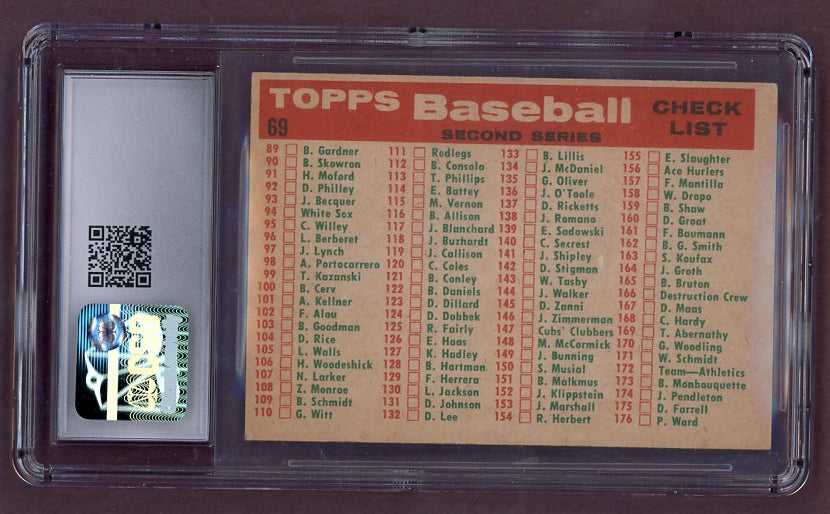 TOPPS Baseball CHECK LIST
69 SECOND SERIES
89 B. Gardner
90 B. Skowron
91 H. Moford
92 D. Philley
93 J. Becquer
94 White Sox
95 C. Willey
96 L. Berberet
97 J. Lynch
98 A. Portocarrero
99 T. Kazanski
100 B. Cerv
101 A. Kellner
102 F. Alou
103 B. Goodman
104 D. Rice
105 L. Walls
106 H. Woodeshick
107 N. Larker
108 Z. Monroe
109 B. Schmidt
110 G. Witt
111 Redlegs
112 B. Consolo
113 T. Phillips
114 E. Battey
115 M. Vernon
116 B. Allison
117 J. Blanchard
118 J. Buzhardt
119 J. Callison
120 C. Coles
121 B. Conley
122 B. Daniels
123 D. Dillard
124 D. Dobbek
125 R. Fairly
126 E. Haas
127 K. Hadley
128 B. Hartman
129 F. Herrera
130 L. Jackson
131 D. Johnson
132 D. Lee
133 B. Lillis
134 J. McDaniel
135 G. Oliver
136 J. O'Toole
137 D. Ricketts
138 J. Romano
139 E. Sadowski
140 C. Secrest
141 J. Shipley
142 D. Stigman
143 W. Tasby
144 J. Walker
145 D. Zanni
146 J. Zimmerman
147 Cubs' Clubbers
148 M. McCormick
149 J. Bunning
150 S. Musial
151 B. Malkmus
152 J. Klippstein
153 J. Marshall
154 R. Herbert
155 E. Slaughter
156 Ace Hurlers
157 F. Mantilla
158 W. Dropo
159 B. Shaw
160 D. Groat
161 F. Baumann
162 B. G. Smith
163 S. Koufax
164 J. Groth
165 B. Bruton
166 Destruction Crew
167 D. Maas
168 C. Hardy
169 T. Abernathy
170 G. Woodling
171 W. Schmidt
172 Team—Athletics
173 B. Monbouquette
174 J. Pendleton
175 D. Farrell
176 P. Ward